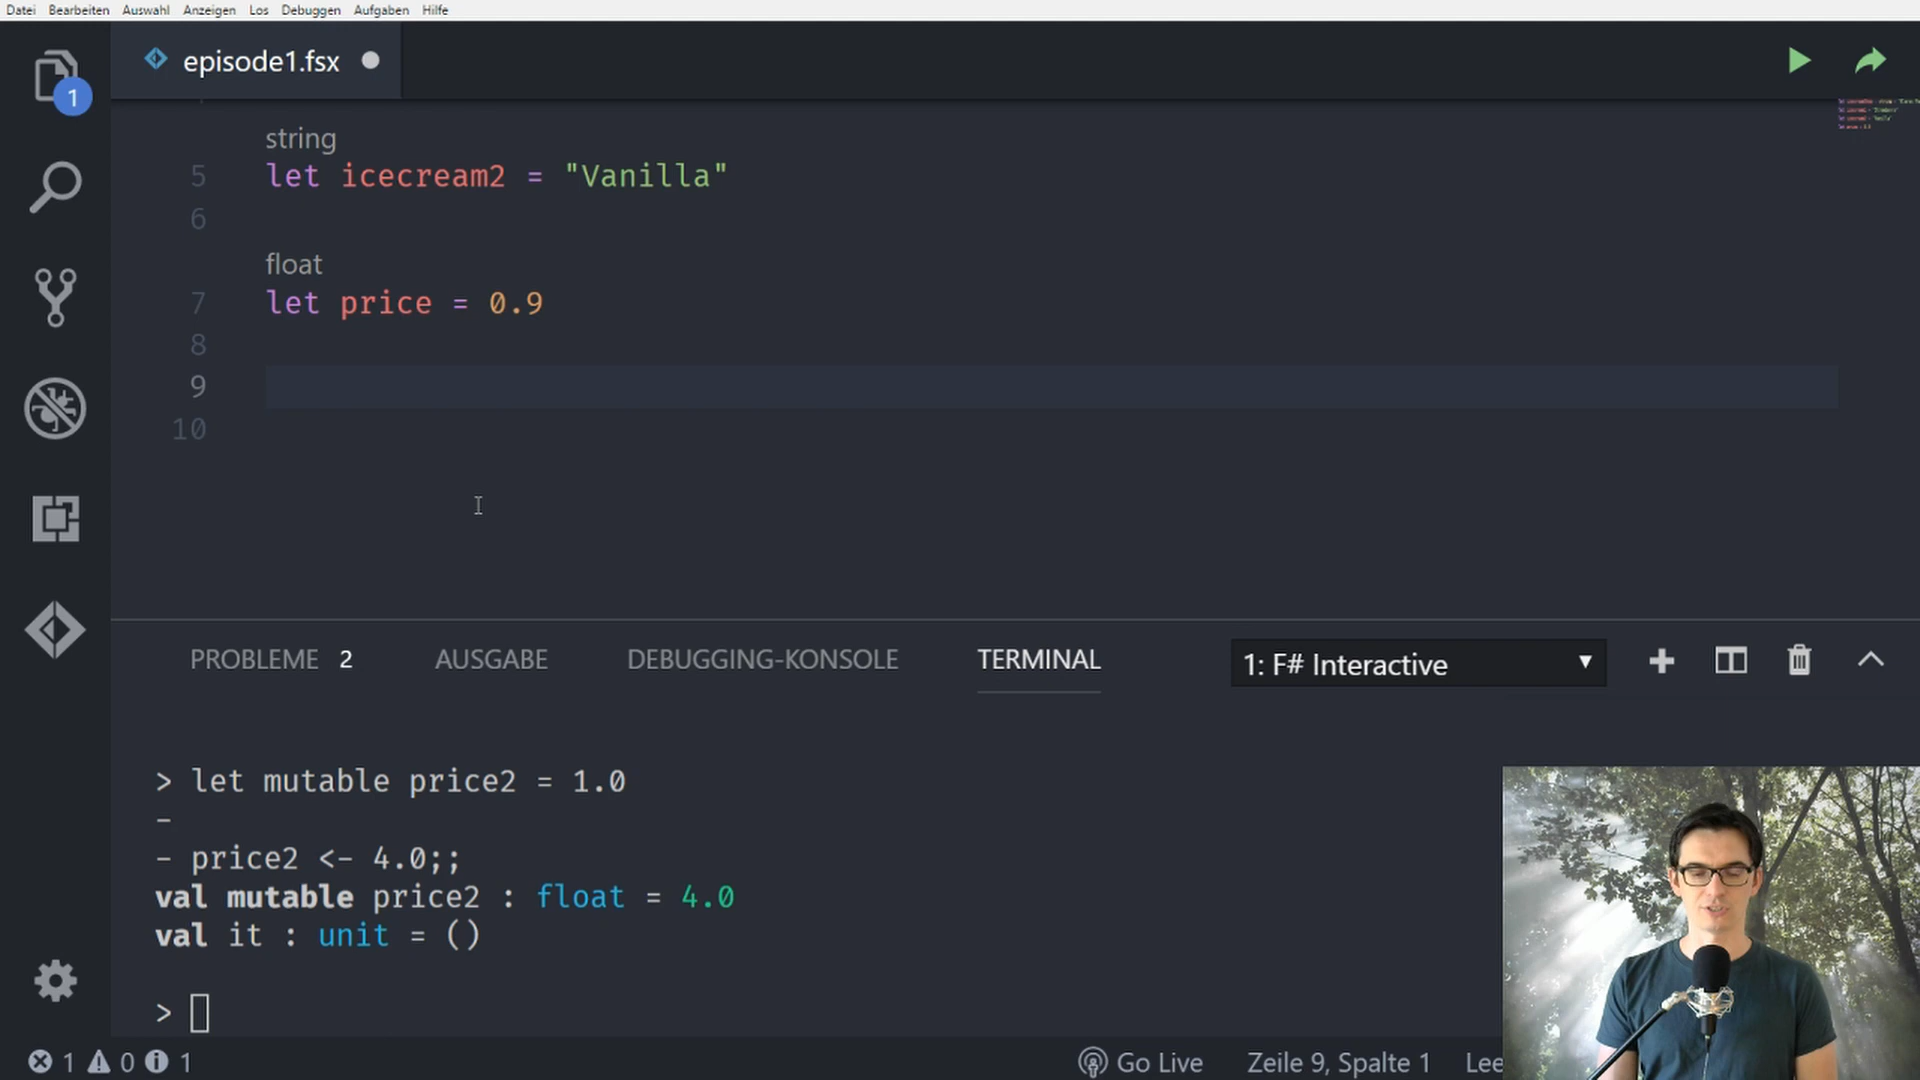 Datei Bearbeiten Auswahl Anzeigen Los Debuggen Aufgaben Hilfe
1
episode1.fsx
string
5 let icecream2 = "Vanilla"
6
float
7 let price = 0.9
8
9
10
PROBLEME 2 AUSGABE DEBUGGING-KONSOLE TERMINAL 1: F# Interactive
> let mutable price2 = 1.0
-
- price2 <- 4.0;;
val mutable price2 : float = 4.0
val it : unit = ()
>
1 0 1 Go Live Zeile 9, Spalte 1 Lee